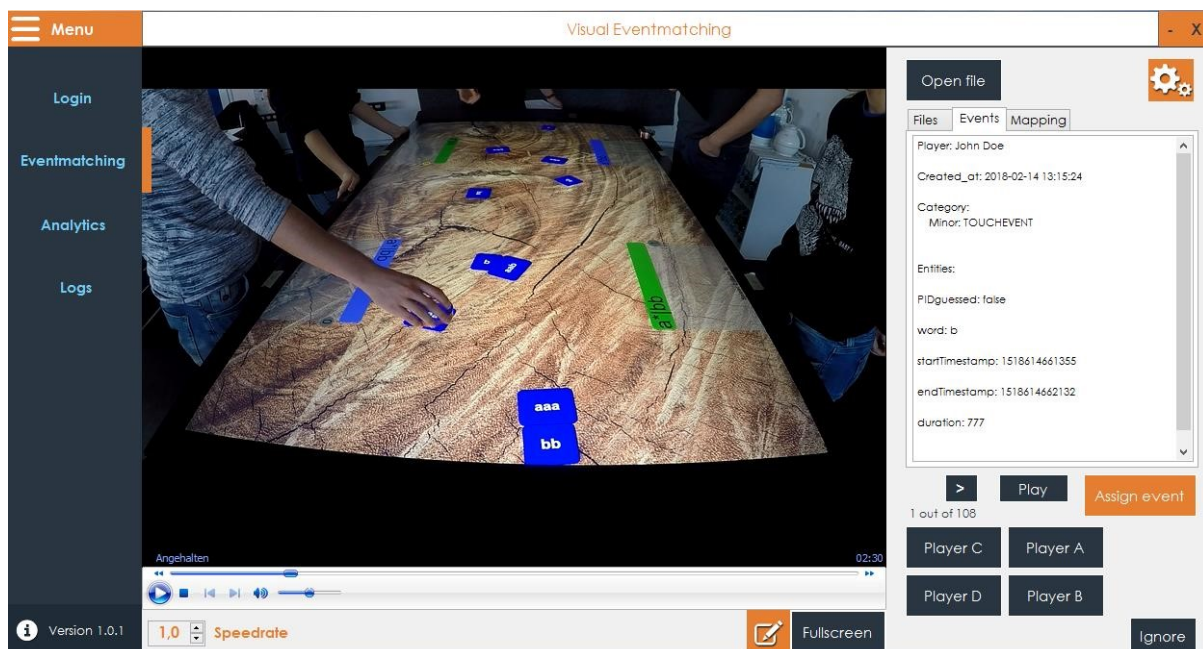 Menu
Visual Eventmatching
- X
Login
Eventmatching
Analytics
Logs
Version 1.0.1
aaa
bb
a*|bb
aab
b
Angehalten
02:30
1,0 Speedrate
Fullscreen
Open file
Files Events Mapping
Player: John Doe
Created_at: 2018-02-14 13:15:24
Category:
Minor: TOUCHEVENT
Entities:
PIDguessed: false
word: b
startTimestamp: 1518614661355
endTimestamp: 1518614662132
duration: 777
> Play Assign event
1 out of 108
Player C Player A
Player D Player B
Ignore